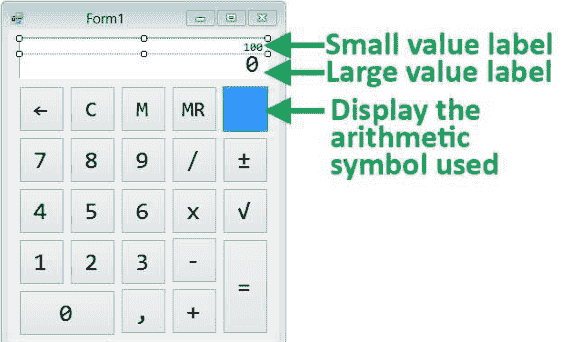 Form1
100
Small value label
0
Large value label
← C M MR
Display the
arithmetic
symbol used
7 8 9 / ±
4 5 6 x √
1 2 3 -
=
0 , +